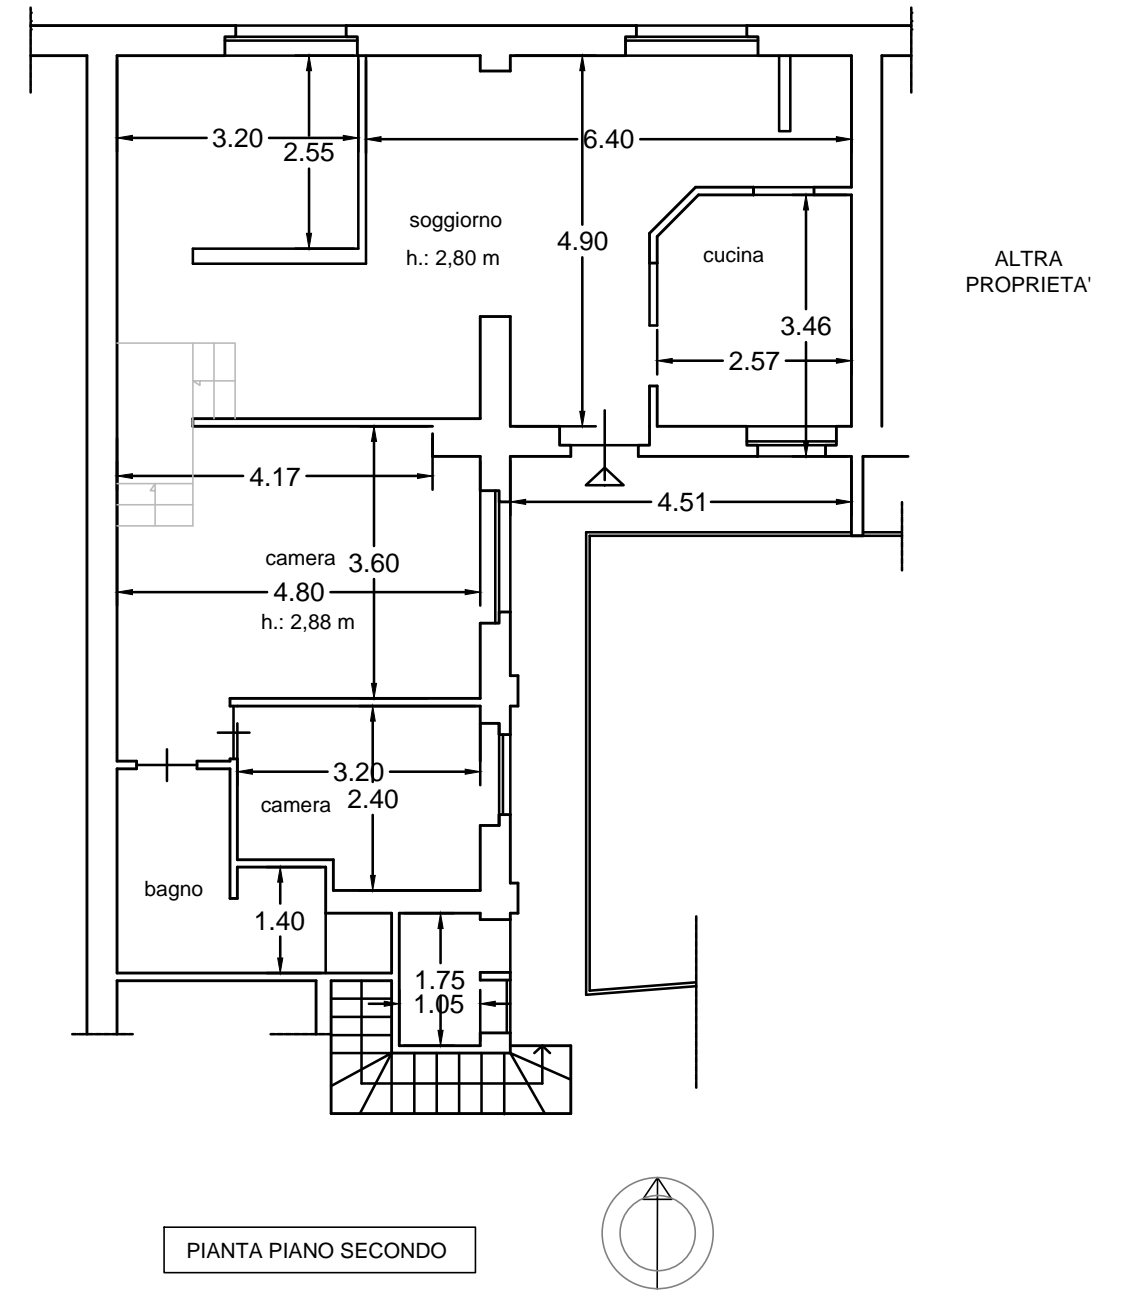 3.20
2.55
6.40
soggiorno
h.: 2,80 m
4.90
cucina
ALTRA
PROPRIETA'
3.46
2.57
4.17
4.51
camera
3.60
4.80
h.: 2,88 m
3.20
2.40
camera
bagno
1.40
1.75
1.05
PIANTA PIANO SECONDO